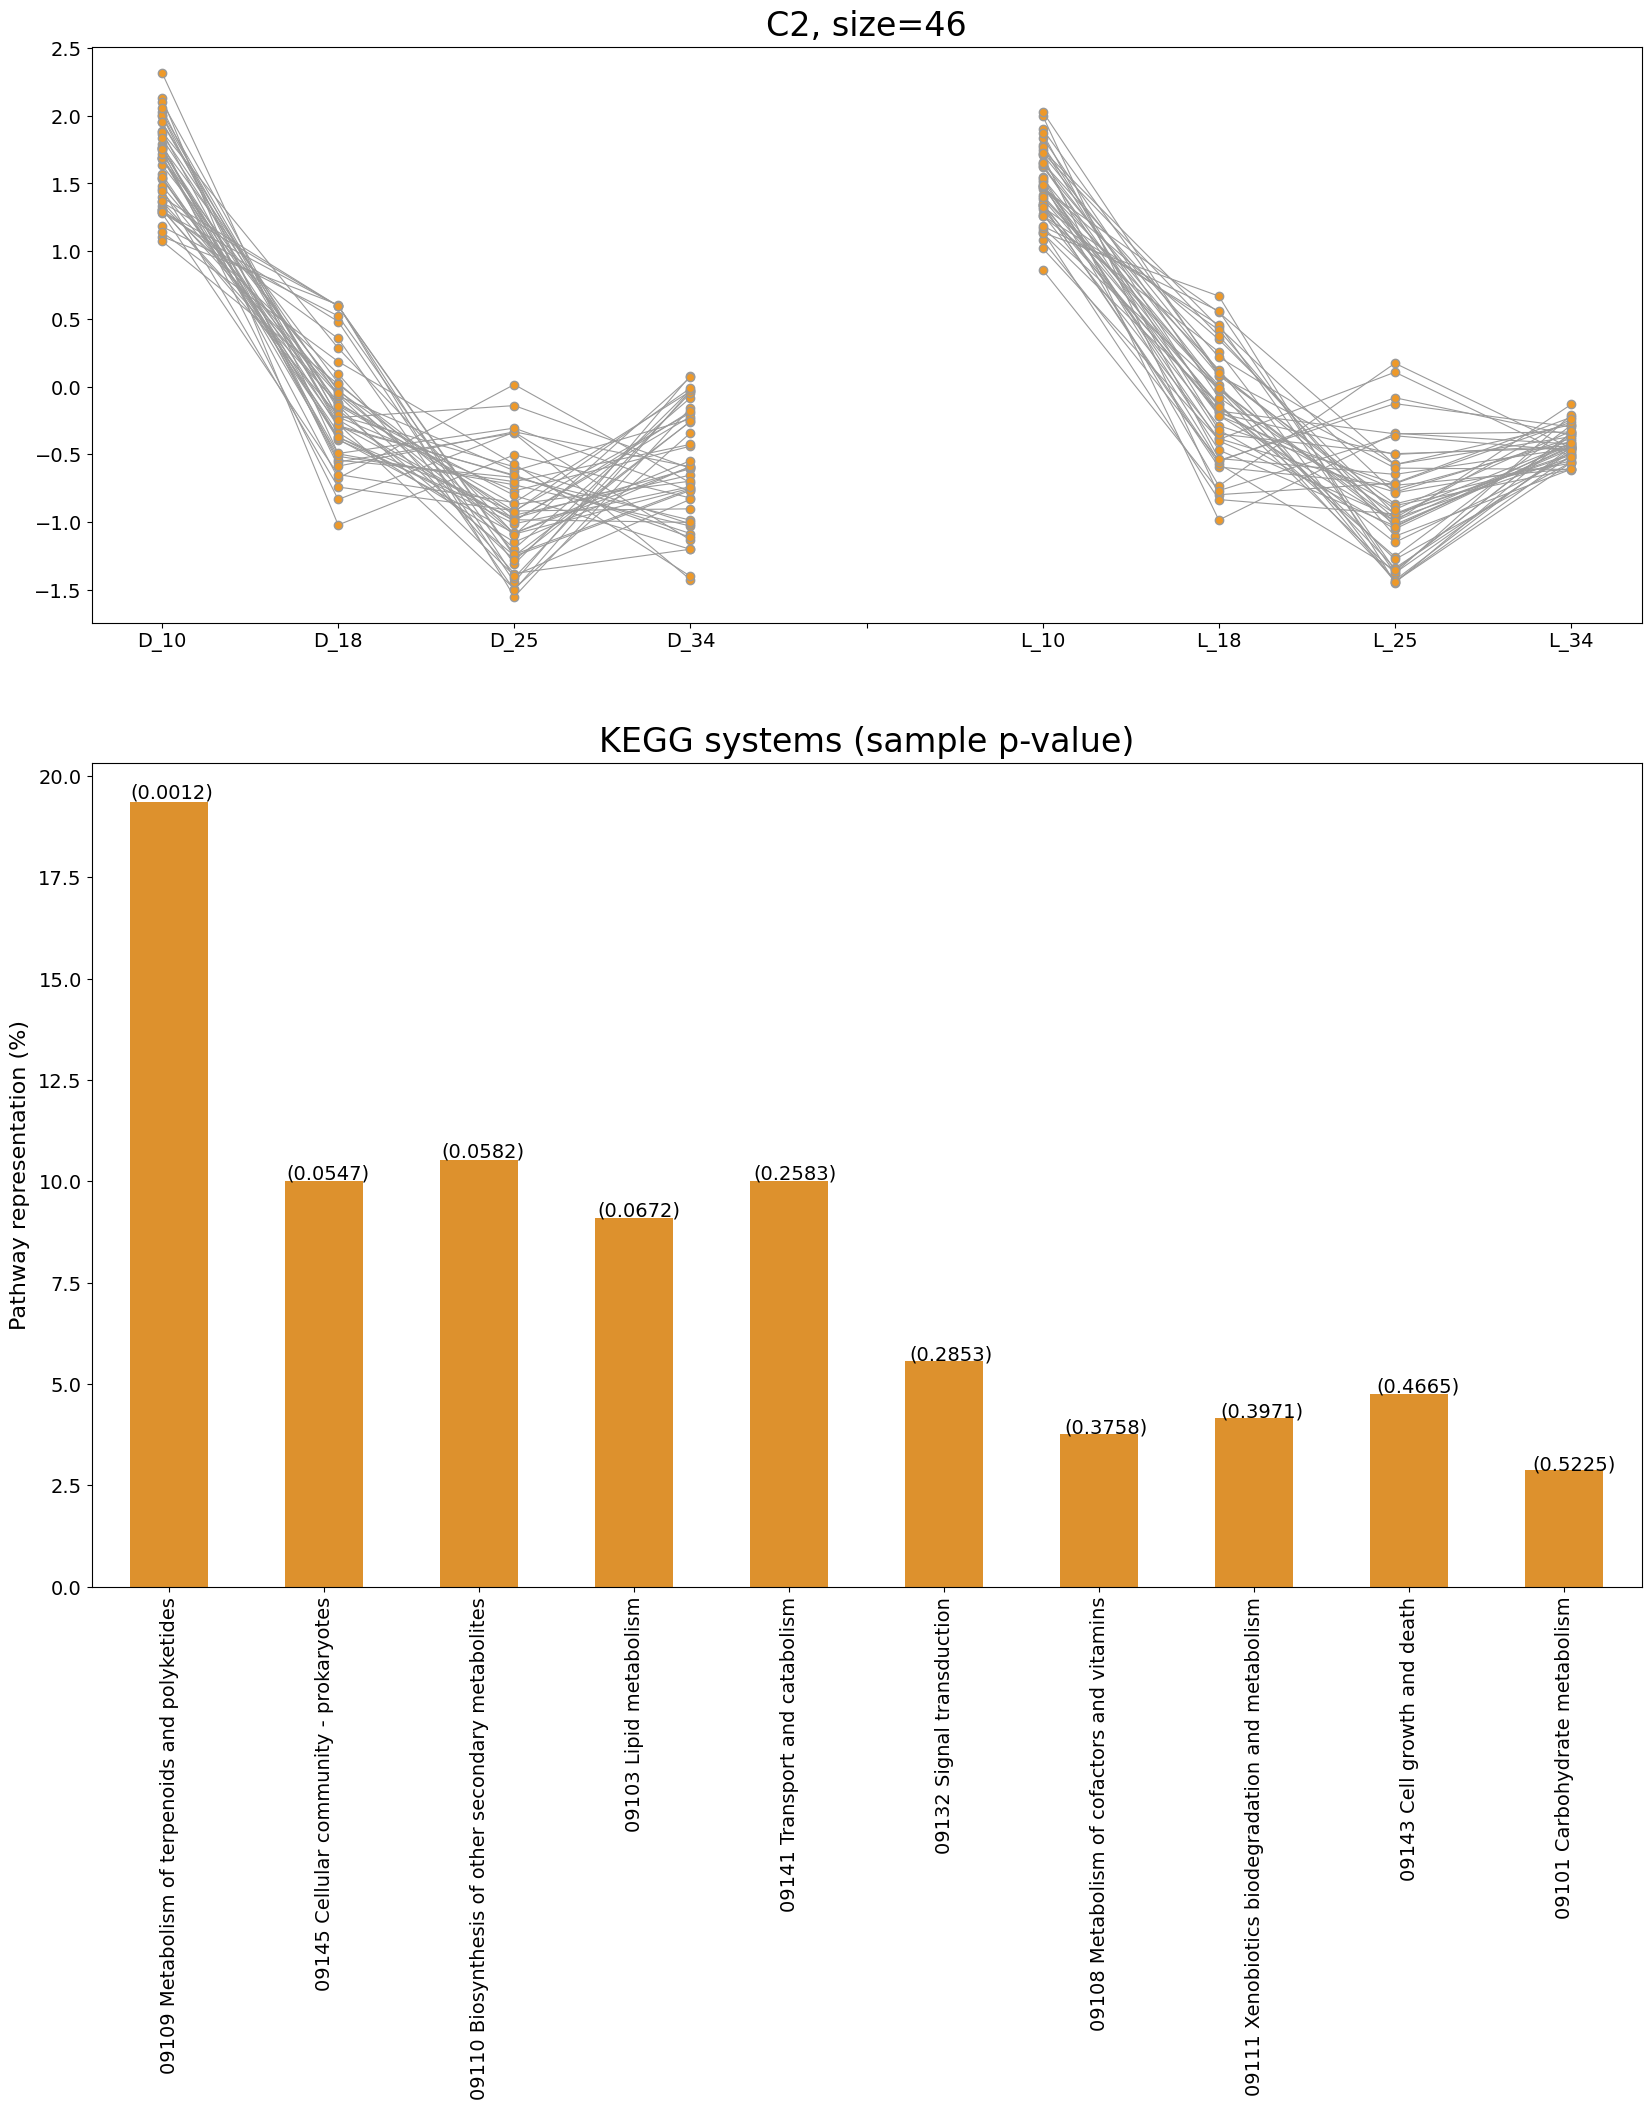 C2, size=46
2.5
2.0
1.5
1.0
0.5
0.0
−0.5
−1.0
−1.5
D_10 D_18 D_25 D_34 L_10 L_18 L_25 L_34
KEGG systems (sample p-value)
Pathway representation (%)
20.0
17.5
15.0
12.5
10.0
7.5
5.0
2.5
0.0
(0.0012)
(0.0547)
(0.0582)
(0.0672)
(0.2583)
(0.2853)
(0.3758)
(0.3971)
(0.4665)
(0.5225)
09109 Metabolism of terpenoids and polyketides
09145 Cellular community - prokaryotes
09110 Biosynthesis of other secondary metabolites
09103 Lipid metabolism
09141 Transport and catabolism
09132 Signal transduction
09108 Metabolism of cofactors and vitamins
09111 Xenobiotics biodegradation and metabolism
09143 Cell growth and death
09101 Carbohydrate metabolism